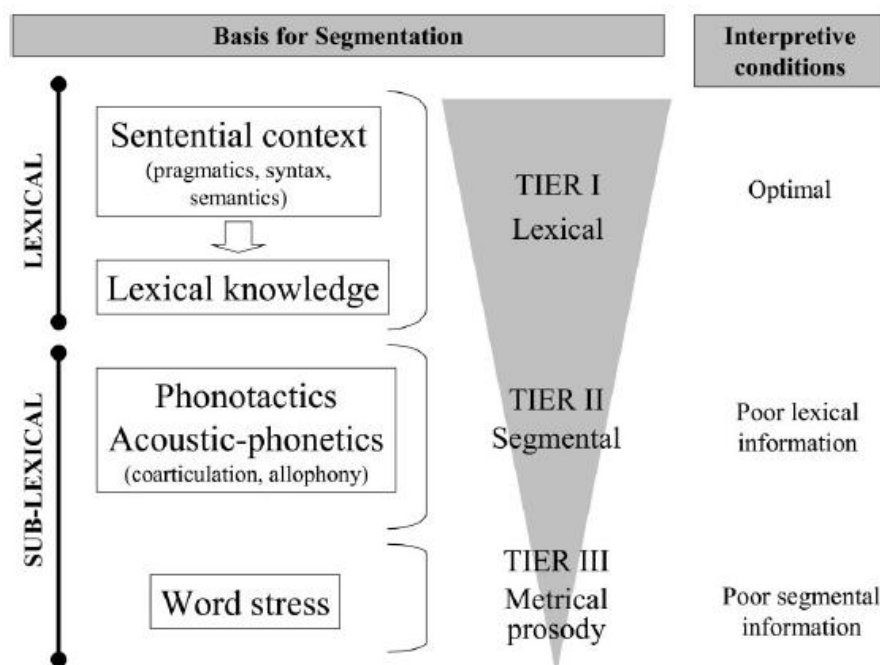 Basis for Segmentation
Interpretive
conditions
LEXICAL
Sentential context
(pragmatics, syntax,
semantics)
Lexical knowledge
TIER I
Lexical
Optimal
SUB-LEXICAL
Phonotactics
Acoustic-phonetics
(coarticulation, allophony)
TIER II
Segmental
Poor lexical
information
Word stress
TIER III
Metrical
prosody
Poor segmental
information